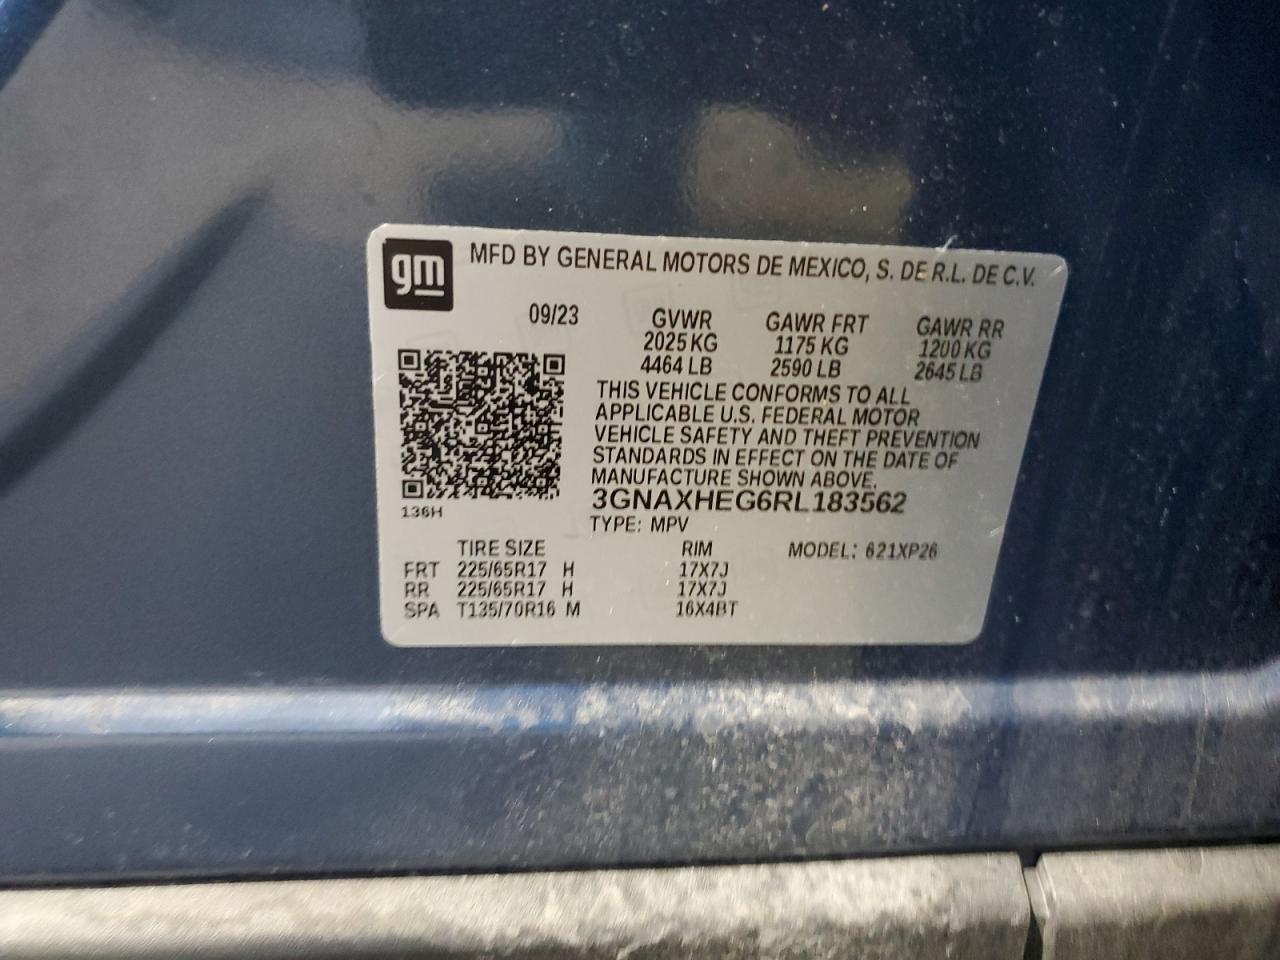 gm
MFD BY GENERAL MOTORS DE MEXICO, S. DE R.L. DE C.V.
09/23 GVWR GAWR FRT GAWR RR
2025 KG 1175 KG 1200 KG
4464 LB 2590 LB 2645 LB
THIS VEHICLE CONFORMS TO ALL
APPLICABLE U.S. FEDERAL MOTOR
VEHICLE SAFETY AND THEFT PREVENTION
STANDARDS IN EFFECT ON THE DATE OF
MANUFACTURE SHOWN ABOVE.
3GNAXHEG6RL183562
136H
TYPE: MPV
TIRE SIZE RIM MODEL: 621XP26
FRT 225/65R17 H 17X7J
RR 225/65R17 H 17X7J
SPA T135/70R16 M 16X4BT